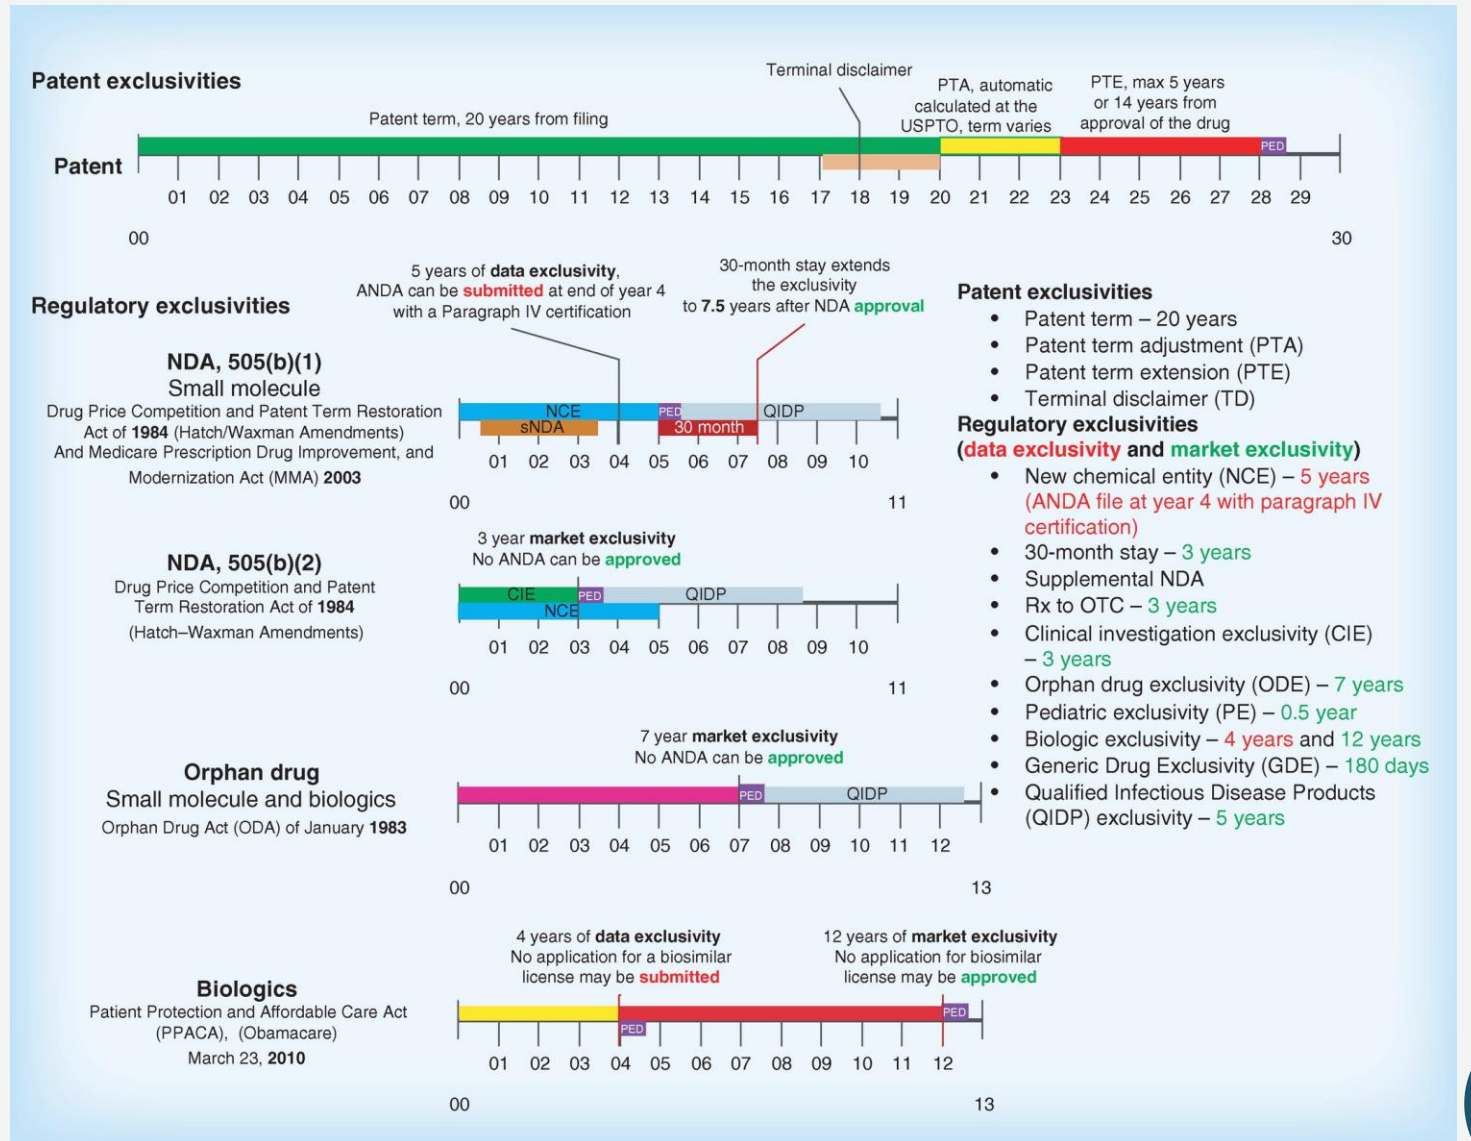 Patent exclusivities
Terminal disclaimer
PTA, automatic
calculated at the
USPTO, term varies
PTE, max 5 years
or 14 years from
approval of the drug
Patent term, 20 years from filing
PED
Patent
01 02 03 04 05 06 07 08 09 10 11 12 13 14 15 16 17 18 19 20 21 22 23 24 25 26 27 28 29
00 30
Regulatory exclusivities
5 years of data exclusivity,
ANDA can be submitted at end of year 4
with a Paragraph IV certification
30-month stay extends
the exclusivity
to 7.5 years after NDA approval
NDA, 505(b)(1)
Small molecule
Drug Price Competition and Patent Term Restoration
Act of 1984 (Hatch/Waxman Amendments)
And Medicare Prescription Drug Improvement, and
Modernization Act (MMA) 2003
NCE PED QIDP
sNDA 30 month
01 02 03 04 05 06 07 08 09 10
00 11
3 year market exclusivity
No ANDA can be approved
NDA, 505(b)(2)
Drug Price Competition and Patent
Term Restoration Act of 1984
(Hatch–Waxman Amendments)
CIE PED QIDP
NCE
01 02 03 04 05 06 07 08 09 10
00 11
7 year market exclusivity
No ANDA can be approved
Orphan drug
Small molecule and biologics
Orphan Drug Act (ODA) of January 1983
PED QIDP
01 02 03 04 05 06 07 08 09 10 11 12
00 13
4 years of data exclusivity
No application for a biosimilar
license may be submitted
12 years of market exclusivity
No application for biosimilar
license may be approved
Biologics
Patient Protection and Affordable Care Act
(PPACA), (Obamacare)
March 23, 2010
PED
PED
01 02 03 04 05 06 07 08 09 10 11 12
00 13
Patent exclusivities
• Patent term – 20 years
• Patent term adjustment (PTA)
• Patent term extension (PTE)
• Terminal disclaimer (TD)
Regulatory exclusivities
(data exclusivity and market exclusivity)
• New chemical entity (NCE) – 5 years
(ANDA file at year 4 with paragraph IV
certification)
• 30-month stay – 3 years
• Supplemental NDA
• Rx to OTC – 3 years
• Clinical investigation exclusivity (CIE)
– 3 years
• Orphan drug exclusivity (ODE) – 7 years
• Pediatric exclusivity (PE) – 0.5 year
• Biologic exclusivity – 4 years and 12 years
• Generic Drug Exclusivity (GDE) – 180 days
• Qualified Infectious Disease Products
(QIDP) exclusivity – 5 years